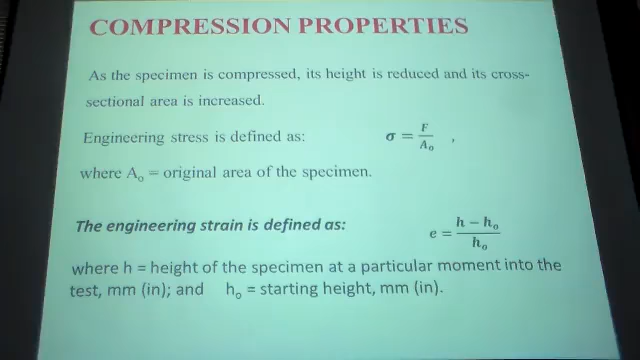 COMPRESSION PROPERTIES
As the specimen is compressed, its height is reduced and its cross-
sectional area is increased.
Engineering stress is defined as: σ = F/Aₒ ,
where Aₒ = original area of the specimen.
The engineering strain is defined as: e = (h − hₒ)/hₒ
where h = height of the specimen at a particular moment into the
test, mm (in); and hₒ = starting height, mm (in).